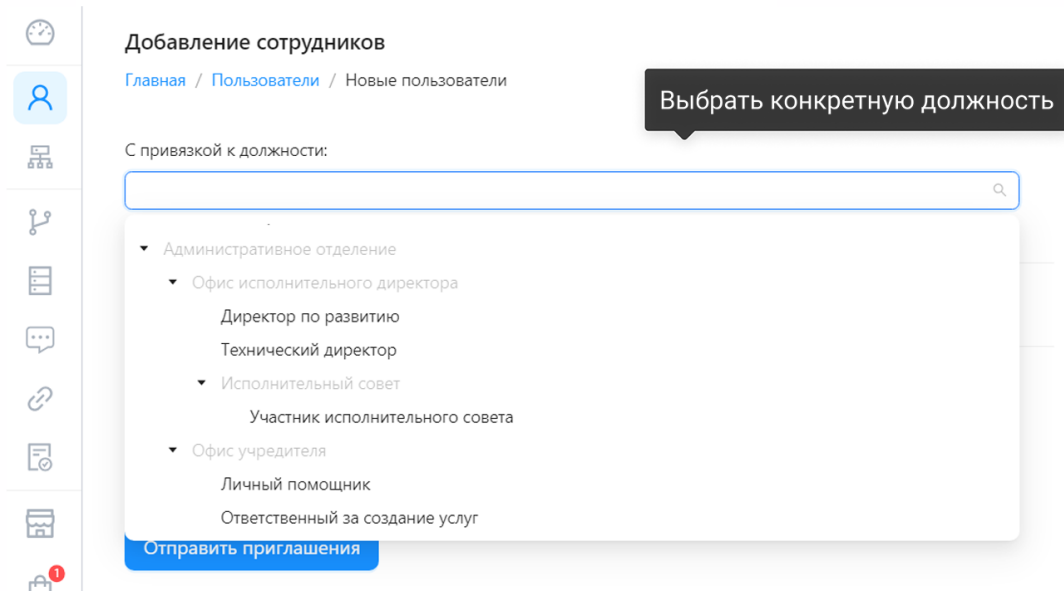 Добавление сотрудников
Главная / Пользователи / Новые пользователи
Выбрать конкретную должность
С привязкой к должности:
Административное отделение
Офис исполнительного директора
Директор по развитию
Технический директор
Исполнительный совет
Участник исполнительного совета
Офис учредителя
Личный помощник
Ответственный за создание услуг
Отправить приглашения
1